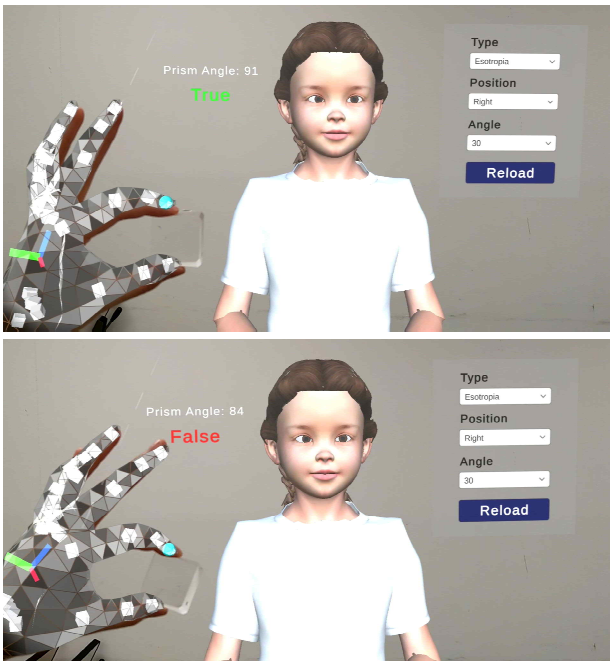 Prism Angle: 91
True
Type
Esotropia
Position
Right
Angle
30
Reload
Prism Angle: 84
False
Type
Esotropia
Position
Right
Angle
30
Reload